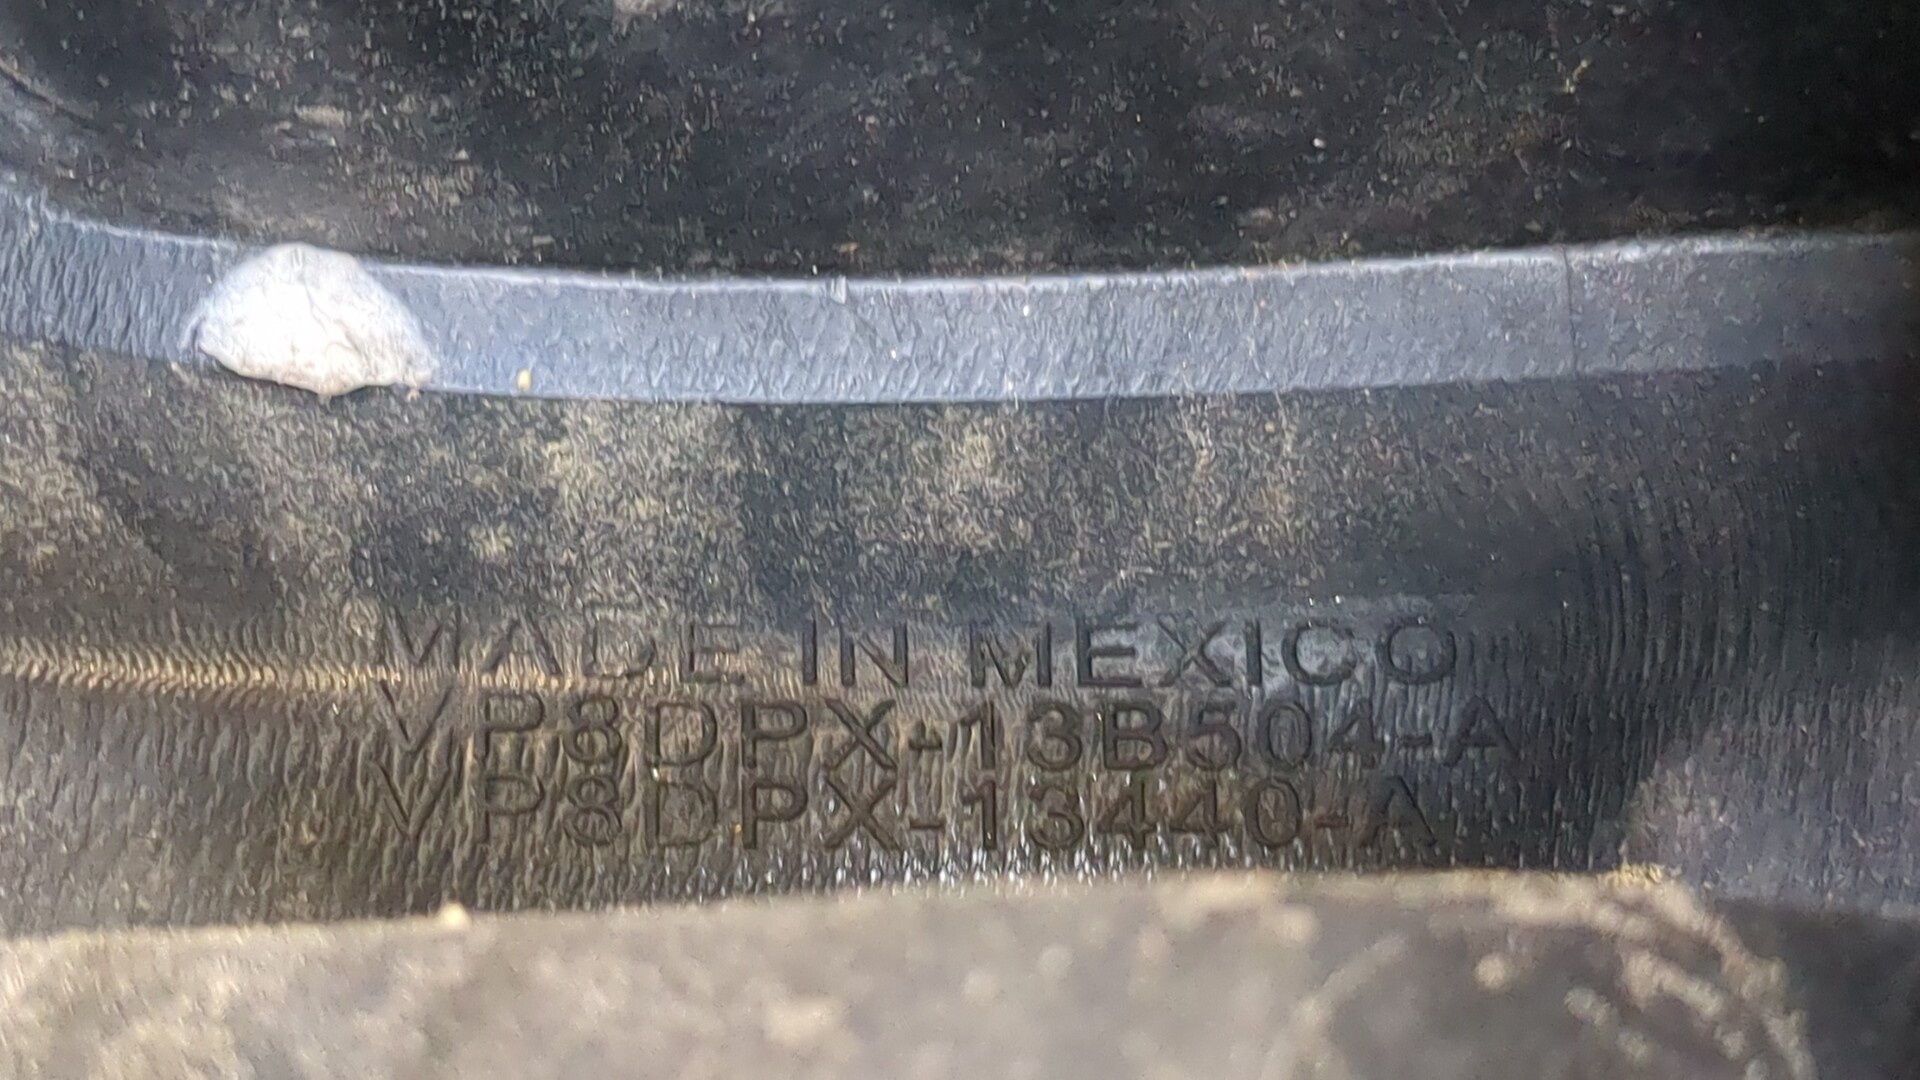 MADE IN MEXICO
VP8DPX-13B504-A
VP8DPX-13440-A